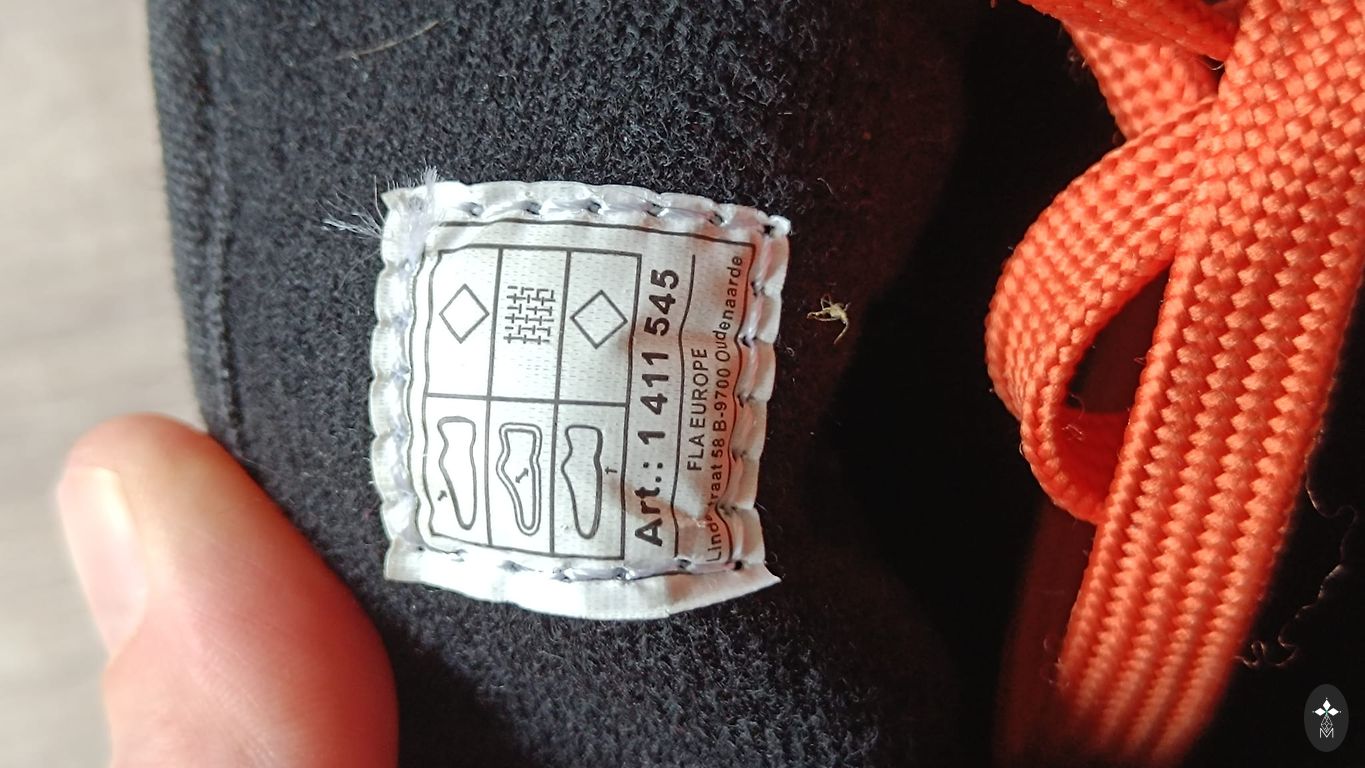 Art.: 1 411 545
FLA EUROPE
Lindestraat 58 B-9700 Oudenaarde
M